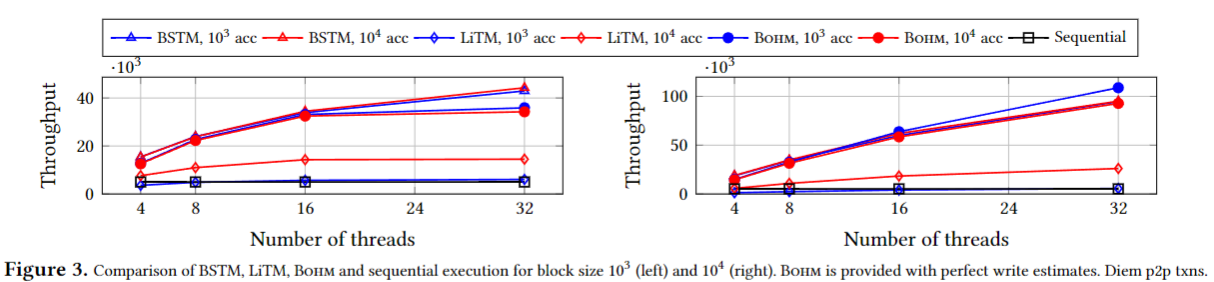 BSTM, 10³ acc BSTM, 10⁴ acc LiTM, 10³ acc LiTM, 10⁴ acc Bohm, 10³ acc Bohm, 10⁴ acc Sequential
·10³
40
20
0
Throughput
4 8 16 24 32
Number of threads
·10³
100
50
0
Throughput
4 8 16 24 32
Number of threads
Figure 3. Comparison of BSTM, LiTM, Bohm and sequential execution for block size 10³ (left) and 10⁴ (right). Bohm is provided with perfect write estimates. Diem p2p txns.